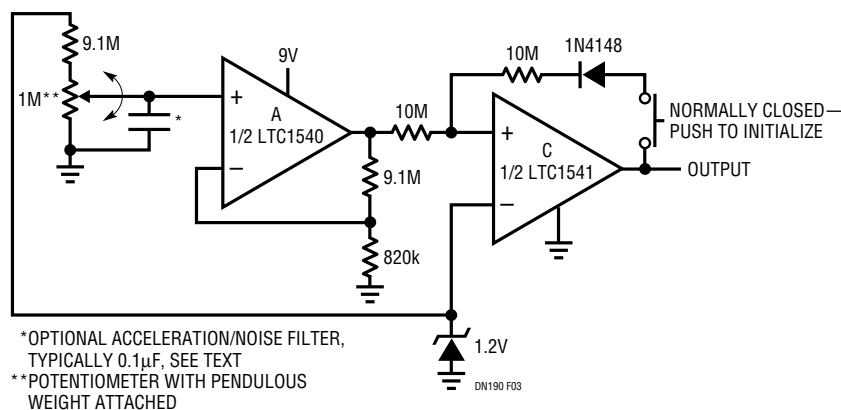 9.1M
1M**
*
9V
+
A
1/2 LTC1540
–
10M
9.1M
820k
10M
1N4148
+
C
1/2 LTC1541
–
NORMALLY CLOSED—
PUSH TO INITIALIZE
OUTPUT
1.2V
*OPTIONAL ACCELERATION/NOISE FILTER,
TYPICALLY 0.1µF, SEE TEXT
**POTENTIOMETER WITH PENDULOUS
WEIGHT ATTACHED
DN190 F03